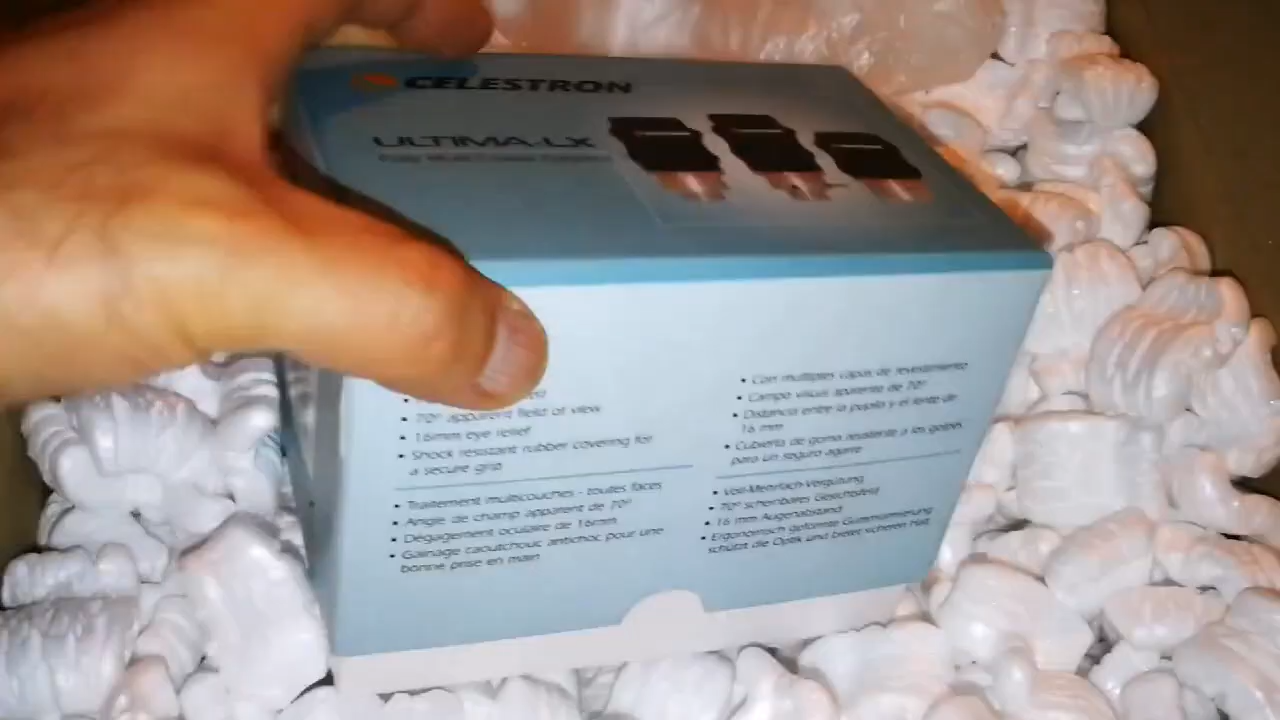 CELESTRON
ULTIMA-LX
• 70° apparent field of view
• 16mm eye relief
• Shock resistant rubber covering for
a secure grip
• Traitement multicouches - toutes faces
• Angle de champ apparent de 70°
• Dégagement oculaire de 16mm
• Gainage caoutchouc antichoc pour une
bonne prise en main
• Con multiples capas de revestimiento
• Campo visual aparente de 70°
• Distancia entre la pupila y el lente de
16 mm
• Cubierta de goma resistente a los golpes
para un seguro agarre
• Voll-Mehrfach-Vergütung
• 70° scheinbares Gesichtsfeld
• 16 mm Augenabstand
• Ergonomisch geformte Gummierung
schützt die Optik und bietet sicheren Halt